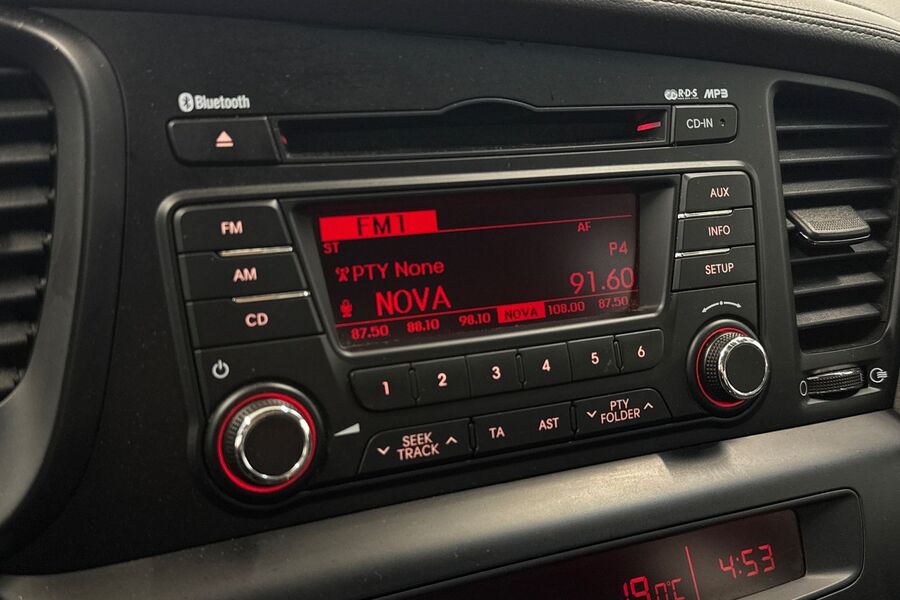 Bluetooth
R·D·S MP3
CD-IN
FM
AM
CD
FM1
AF
ST
P4
PTY None
91.60
NOVA
87.50 88.10 98.10 NOVA 108.00 87.50
AUX
INFO
SETUP
1 2 3 4 5 6
SEEK
TRACK
TA AST
PTY
FOLDER
4:53